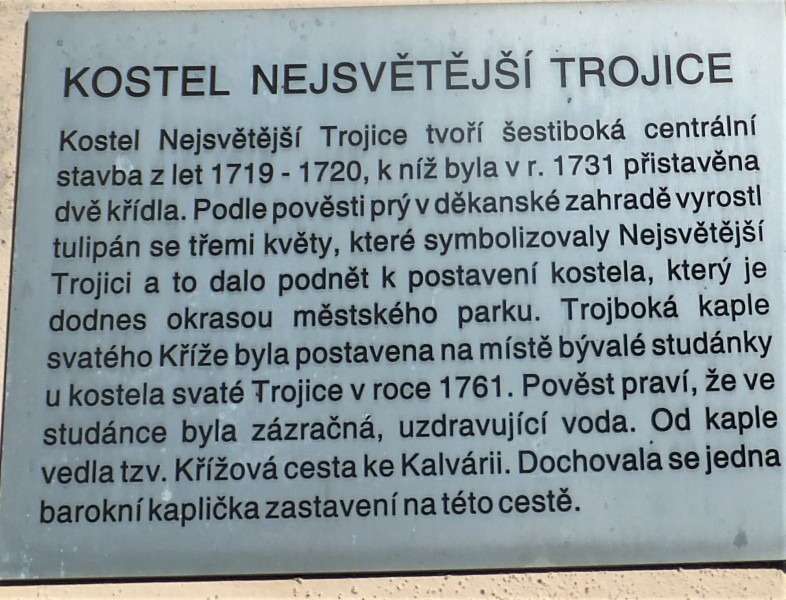 KOSTEL NEJSVĚTĚJŠÍ TROJICE
Kostel Nejsvětější Trojice tvoří šestiboká centrální
stavba z let 1719 - 1720, k níž byla v r. 1731 přistavěna
dvě křídla. Podle pověsti prý v děkanské zahradě vyrostl
tulipán se třemi květy, které symbolizovaly Nejsvětější
Trojici a to dalo podnět k postavení kostela, který je
dodnes okrasou městského parku. Trojboká kaple
svatého Kříže byla postavena na místě bývalé studánky
u kostela svaté Trojice v roce 1761. Pověst praví, že ve
studánce byla zázračná, uzdravující voda. Od kaple
vedla tzv. Křížová cesta ke Kalvárii. Dochovala se jedna
barokní kaplička zastavení na této cestě.